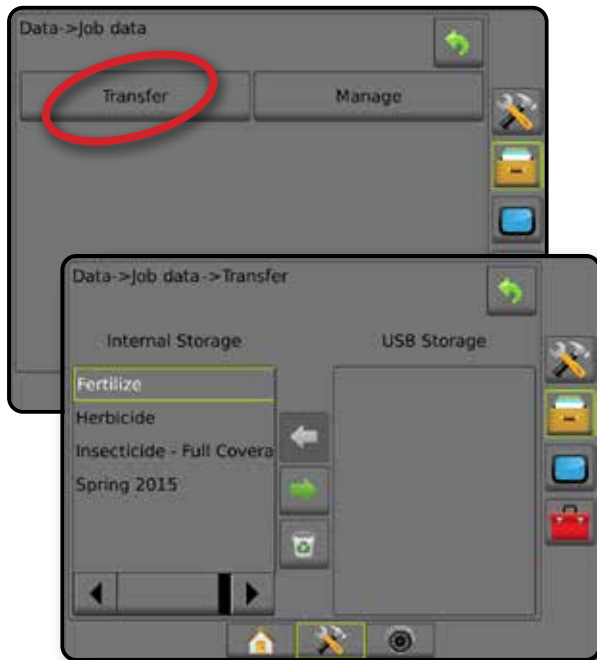 Data->Job data
Transfer Manage
Data->Job data->Transfer
Internal Storage USB Storage
Fertilize
Herbicide
Insecticide - Full Covera
Spring 2015